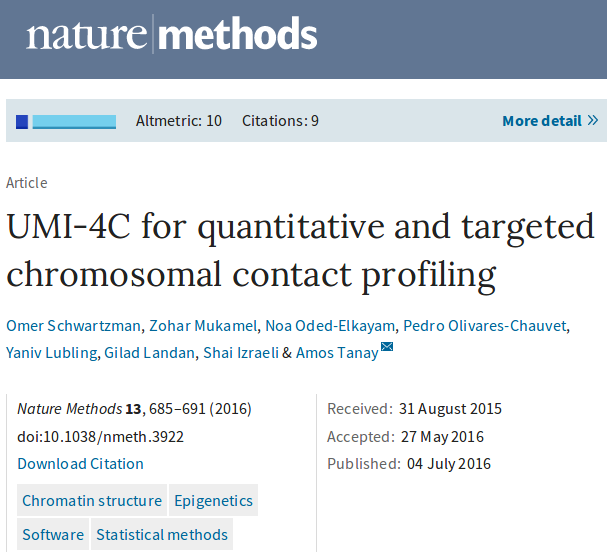 nature methods
Altmetric: 10 Citations: 9 More detail »
Article
UMI-4C for quantitative and targeted
chromosomal contact profiling
Omer Schwartzman, Zohar Mukamel, Noa Oded-Elkayam, Pedro Olivares-Chauvet,
Yaniv Lubling, Gilad Landan, Shai Izraeli & Amos Tanay
Nature Methods 13, 685–691 (2016)
doi:10.1038/nmeth.3922
Download Citation
Chromatin structure Epigenetics
Software Statistical methods
Received: 31 August 2015
Accepted: 27 May 2016
Published: 04 July 2016